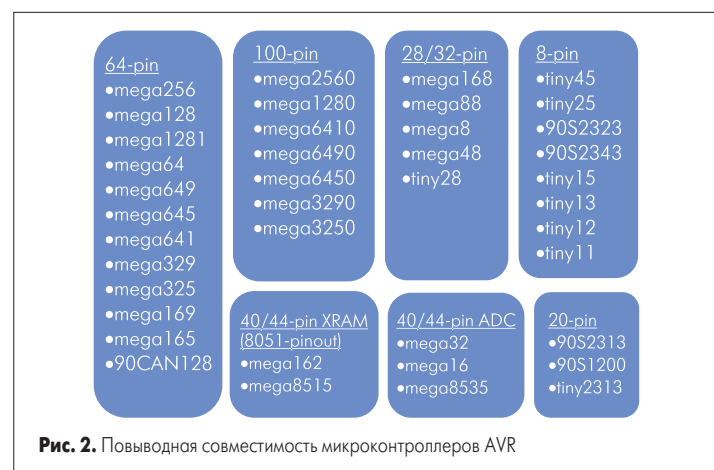 64-pin
•mega256
•mega128
•mega1281
•mega64
•mega649
•mega645
•mega641
•mega329
•mega325
•mega169
•mega165
•90CAN128
100-pin
•mega2560
•mega1280
•mega6410
•mega6490
•mega6450
•mega3290
•mega3250
28/32-pin
•mega168
•mega88
•mega8
•mega48
•tiny28
8-pin
•tiny45
•tiny25
•90S2323
•90S2343
•tiny15
•tiny13
•tiny12
•tiny11
40/44-pin XRAM
(8051-pinout)
•mega162
•mega8515
40/44-pin ADC
•mega32
•mega16
•mega8535
20-pin
•90S2313
•90S1200
•tiny2313
Рис. 2. Повыводная совместимость микроконтроллеров AVR